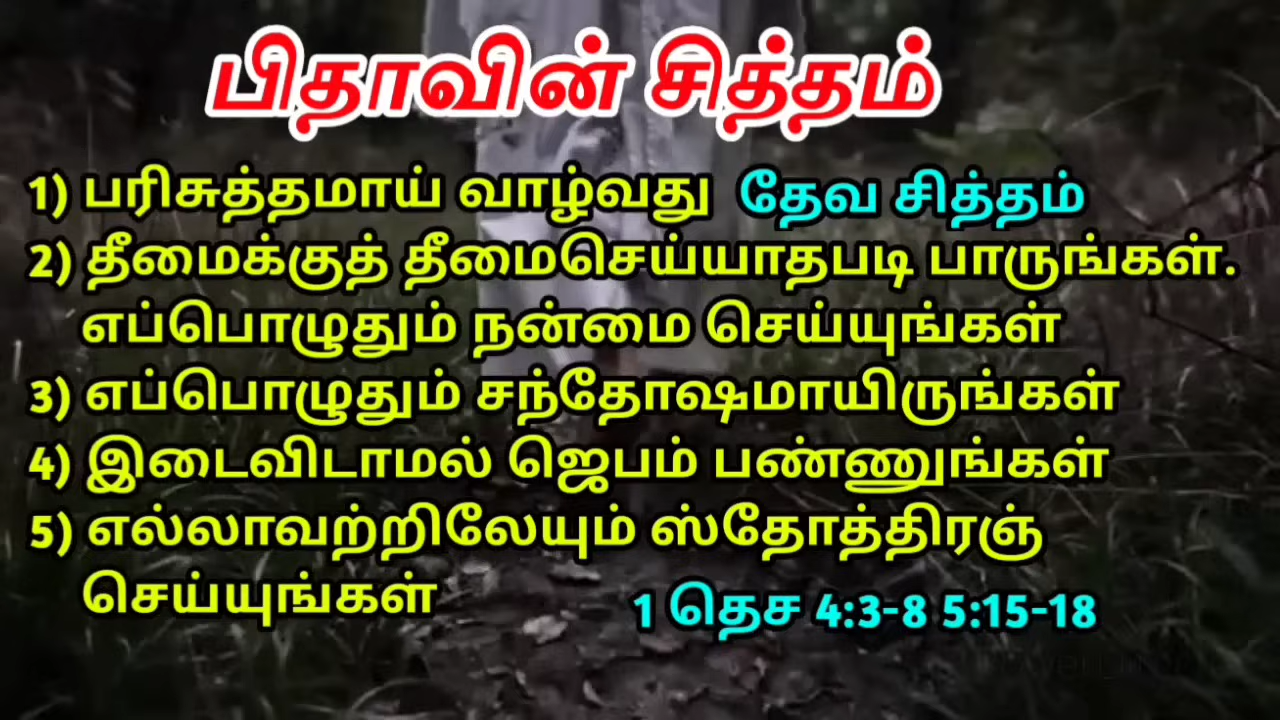 பிதாவின் சித்தம்
1) பரிசுத்தமாய் வாழ்வது தேவ சித்தம்
2) தீமைக்குத் தீமைசெய்யாதபடி பாருங்கள்.
எப்பொழுதும் நன்மை செய்யுங்கள்
3) எப்பொழுதும் சந்தோஷமாயிருங்கள்
4) இடைவிடாமல் ஜெபம் பண்ணுங்கள்
5) எல்லாவற்றிலேயும் ஸ்தோத்திரஞ்
செய்யுங்கள்
1 தெச 4:3-8 5:15-18